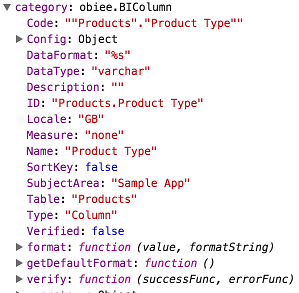 ▼ category: obiee.BIColumn
Code: ""Products"."Product Type""
▶ Config: Object
DataFormat: "%s"
DataType: "varchar"
Description: ""
ID: "Products.Product Type"
Locale: "GB"
Measure: "none"
Name: "Product Type"
SortKey: false
SubjectArea: "Sample App"
Table: "Products"
Type: "Column"
Verified: false
▶ format: function (value, formatString)
▶ getDefaultFormat: function ()
▶ verify: function (successFunc, errorFunc)